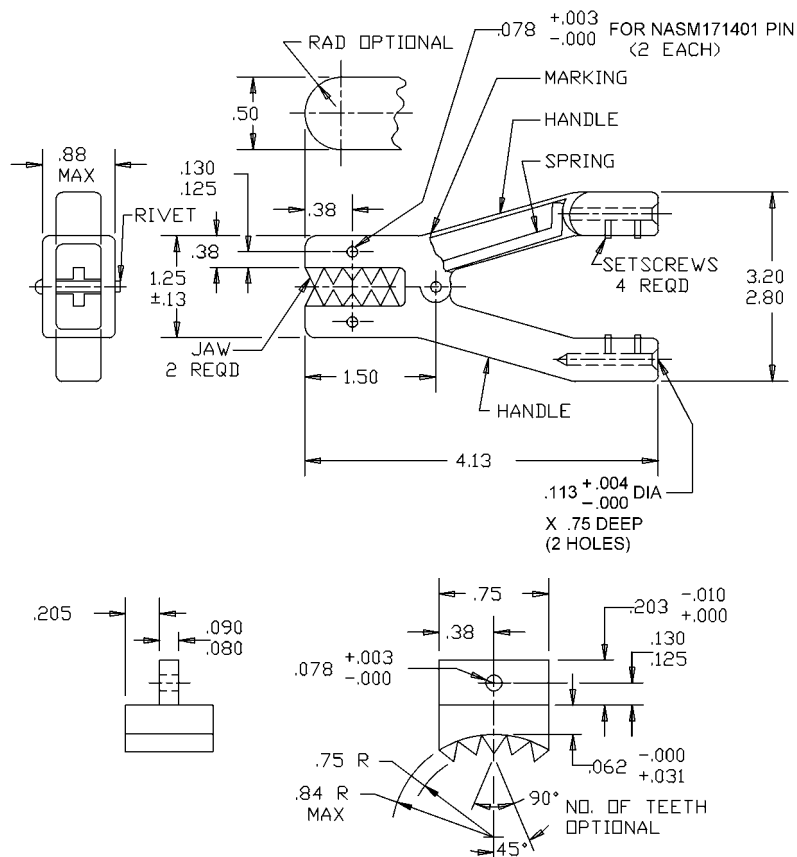 RAD OPTIONAL
.078 +.003 -.000 FOR NASM171401 PIN
(2 EACH)
MARKING
HANDLE
SPRING
.50
.88
MAX
.130
.125
.38
RIVET
.38
1.25
±.13
SETSCREWS
4 REQD
3.20
2.80
JAW
2 REQD
1.50
HANDLE
4.13
.113 +.004 -.000 DIA
X .75 DEEP
(2 HOLES)
.205
.090
.080
.75
.203 -.010 +.000
.38
.130
.125
.078 +.003 -.000
.062 -.000 +.031
.75 R
.84 R
MAX
90° NO. OF TEETH
OPTIONAL
45°